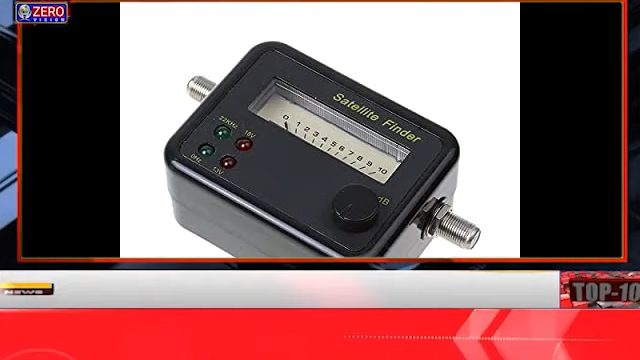 ZERO
VISION
Satellite Finder
0 1 2 3 4 5 6 7 8 9 10
22KHz
18V
0Hz
13V
dB
NEWS
TOP-10